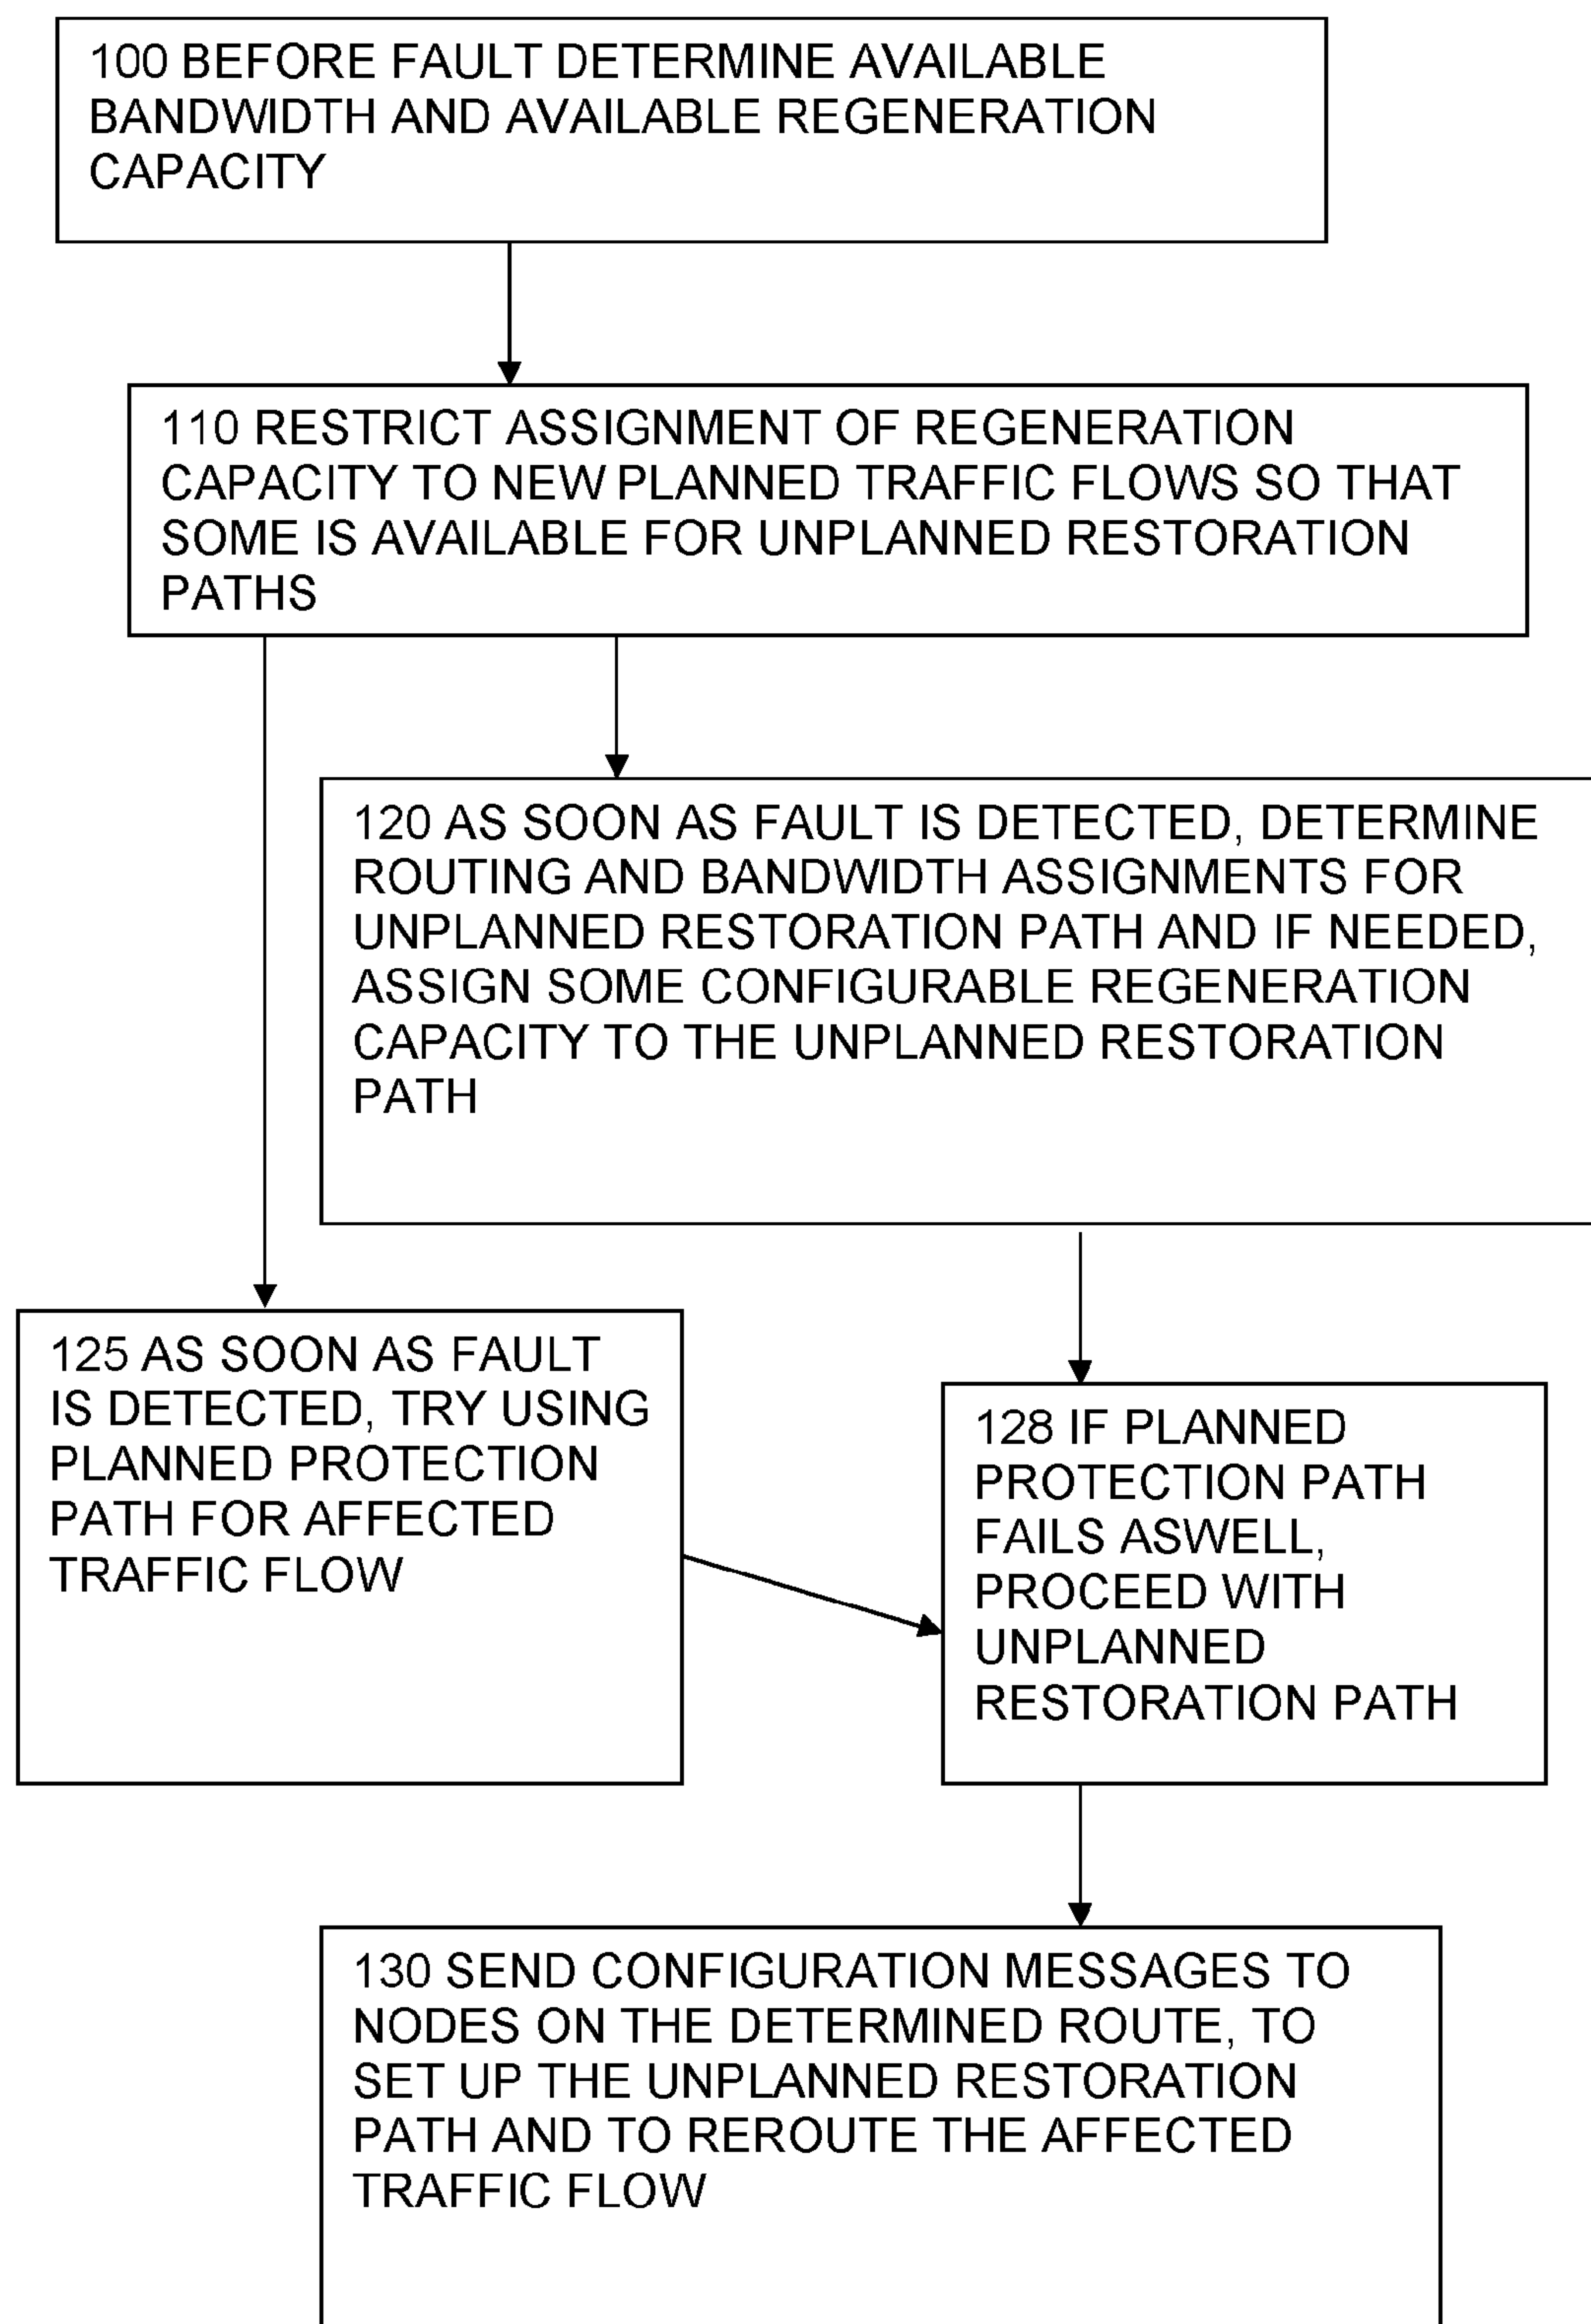 100 BEFORE FAULT DETERMINE AVAILABLE
BANDWIDTH AND AVAILABLE REGENERATION
CAPACITY
110 RESTRICT ASSIGNMENT OF REGENERATION
CAPACITY TO NEW PLANNED TRAFFIC FLOWS SO THAT
SOME IS AVAILABLE FOR UNPLANNED RESTORATION
PATHS
120 AS SOON AS FAULT IS DETECTED, DETERMINE
ROUTING AND BANDWIDTH ASSIGNMENTS FOR
UNPLANNED RESTORATION PATH AND IF NEEDED,
ASSIGN SOME CONFIGURABLE REGENERATION
CAPACITY TO THE UNPLANNED RESTORATION
PATH
125 AS SOON AS FAULT
IS DETECTED, TRY USING
PLANNED PROTECTION
PATH FOR AFFECTED
TRAFFIC FLOW
128 IF PLANNED
PROTECTION PATH
FAILS ASWELL,
PROCEED WITH
UNPLANNED
RESTORATION PATH
130 SEND CONFIGURATION MESSAGES TO
NODES ON THE DETERMINED ROUTE, TO
SET UP THE UNPLANNED RESTORATION
PATH AND TO REROUTE THE AFFECTED
TRAFFIC FLOW